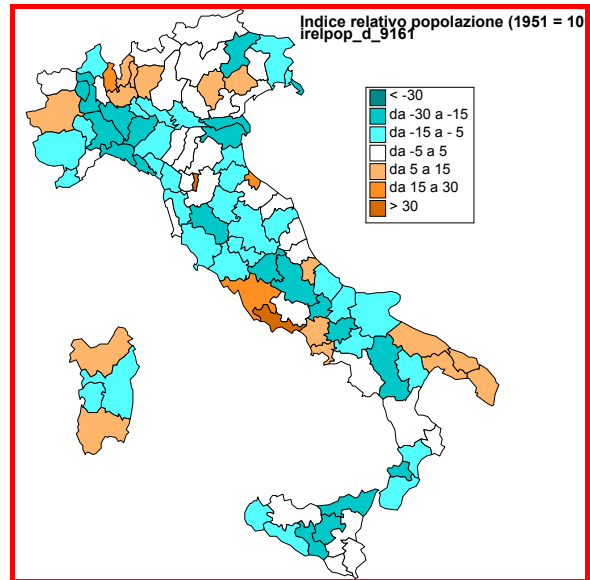 Indice relativo popolazione (1951 = 10
irelpop_d_9161
< -30
da -30 a -15
da -15 a - 5
da -5 a 5
da 5 a 15
da 15 a 30
> 30